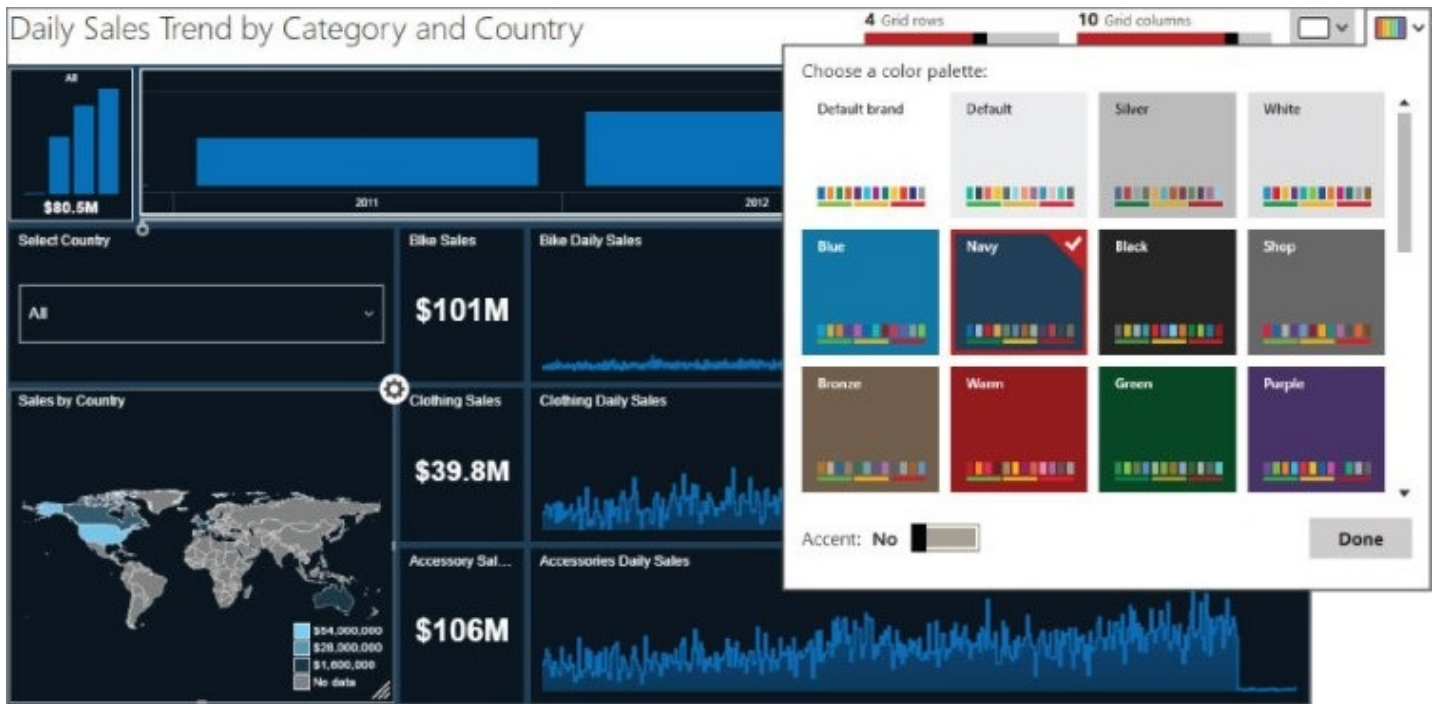 Daily Sales Trend by Category and Country
4 Grid rows
10 Grid columns
All
$80.5M
2011
2012
Choose a color palette:
Default brand
Default
Silver
White
Blue
Navy
Black
Shop
Bronze
Warm
Green
Purple
Accent: No
Done
Select Country
All
Bike Sales
$101M
Bike Daily Sales
Sales by Country
$54,000,000
$28,000,000
$1,600,000
No data
Clothing Sales
$39.8M
Clothing Daily Sales
Accessory Sal...
$106M
Accessories Daily Sales